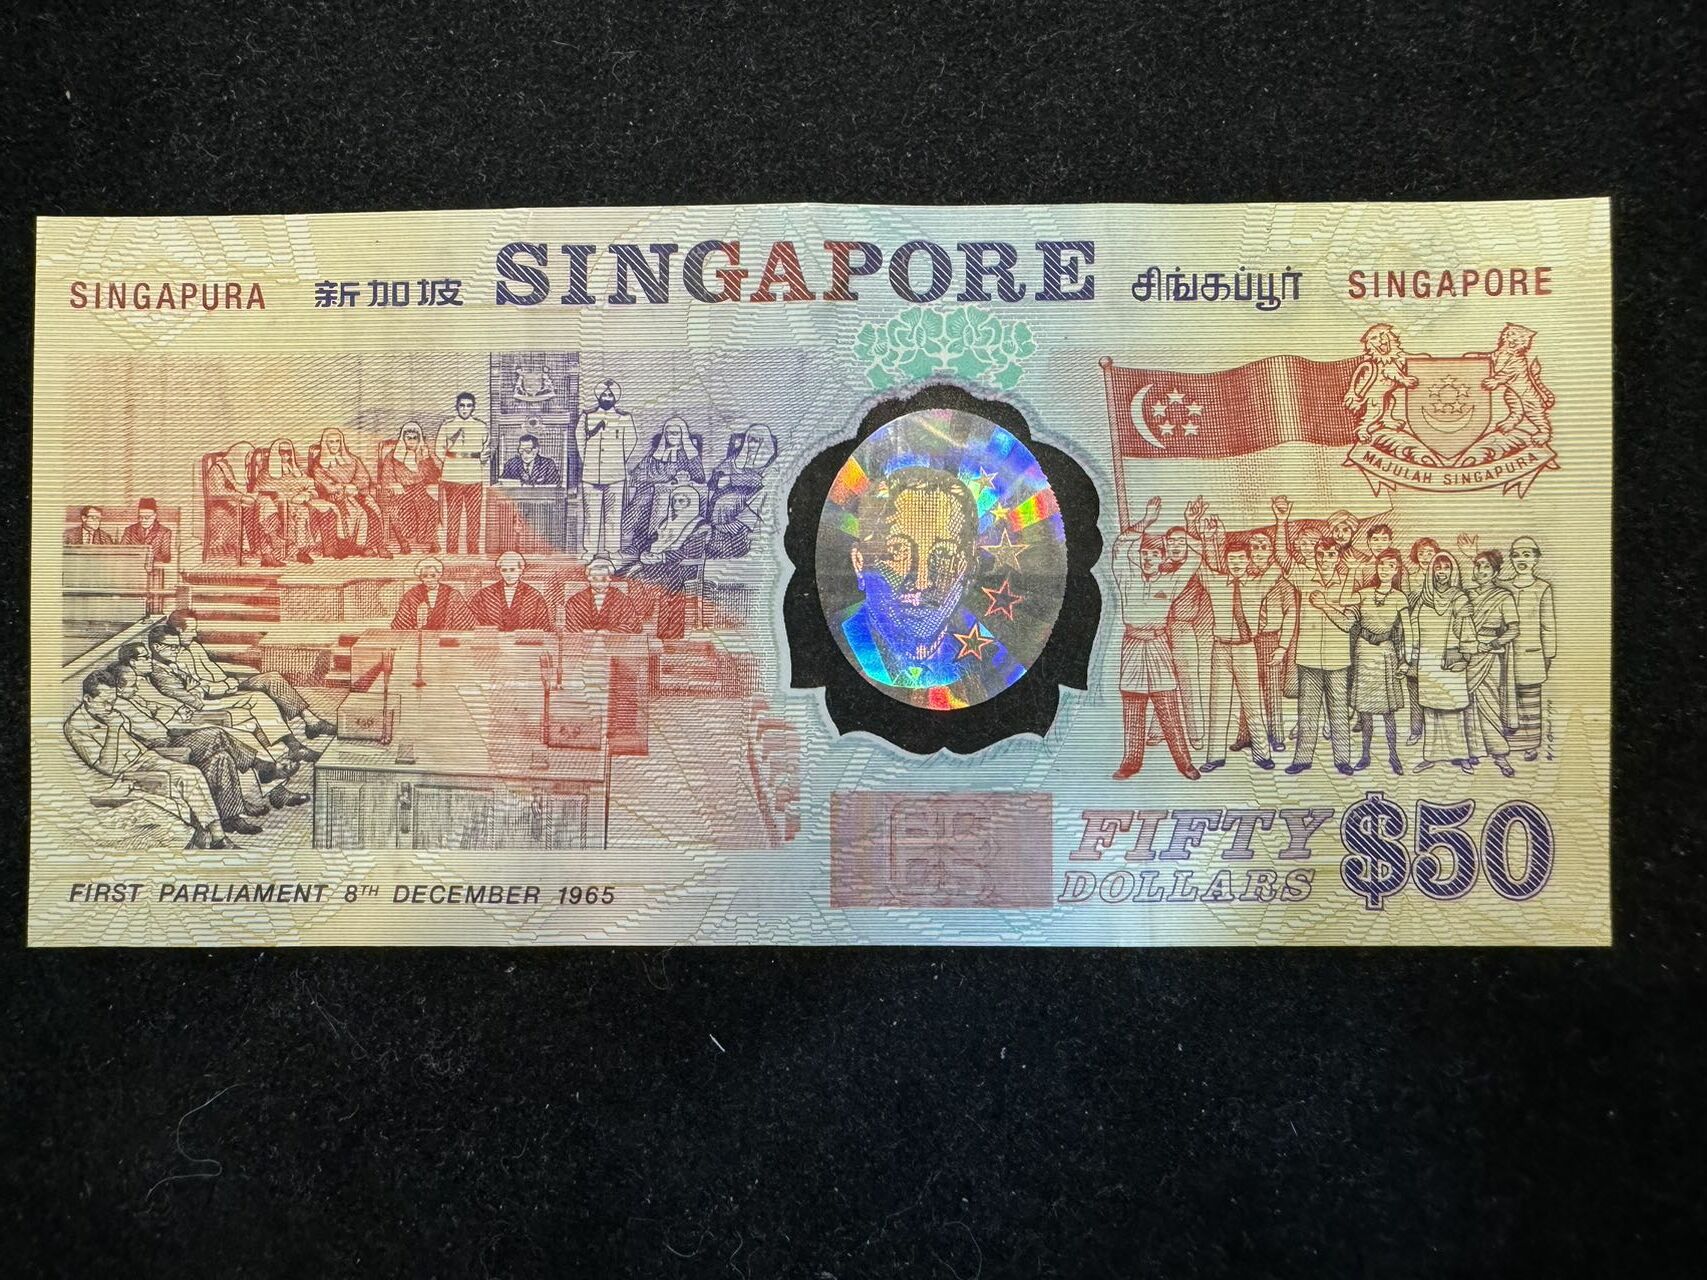 SINGAPURA 新加坡 SINGAPORE சிங்கப்பூர் SINGAPORE
MAJULAH SINGAPURA
FIRST PARLIAMENT 8TH DECEMBER 1965
FIFTY
DOLLARS
$50